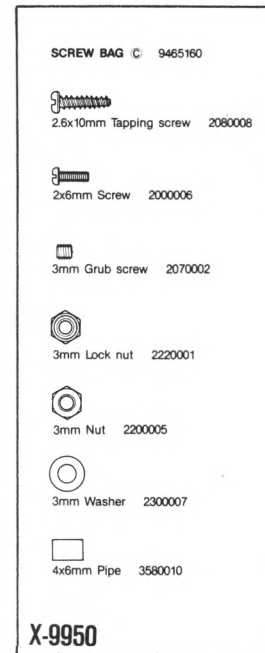 SCREW BAG Ⓒ 9465160
2.6x10mm Tapping screw 2080008
2x6mm Screw 2000006
3mm Grub screw 2070002
3mm Lock nut 2220001
3mm Nut 2200005
3mm Washer 2300007
4x6mm Pipe 3580010
X-9950